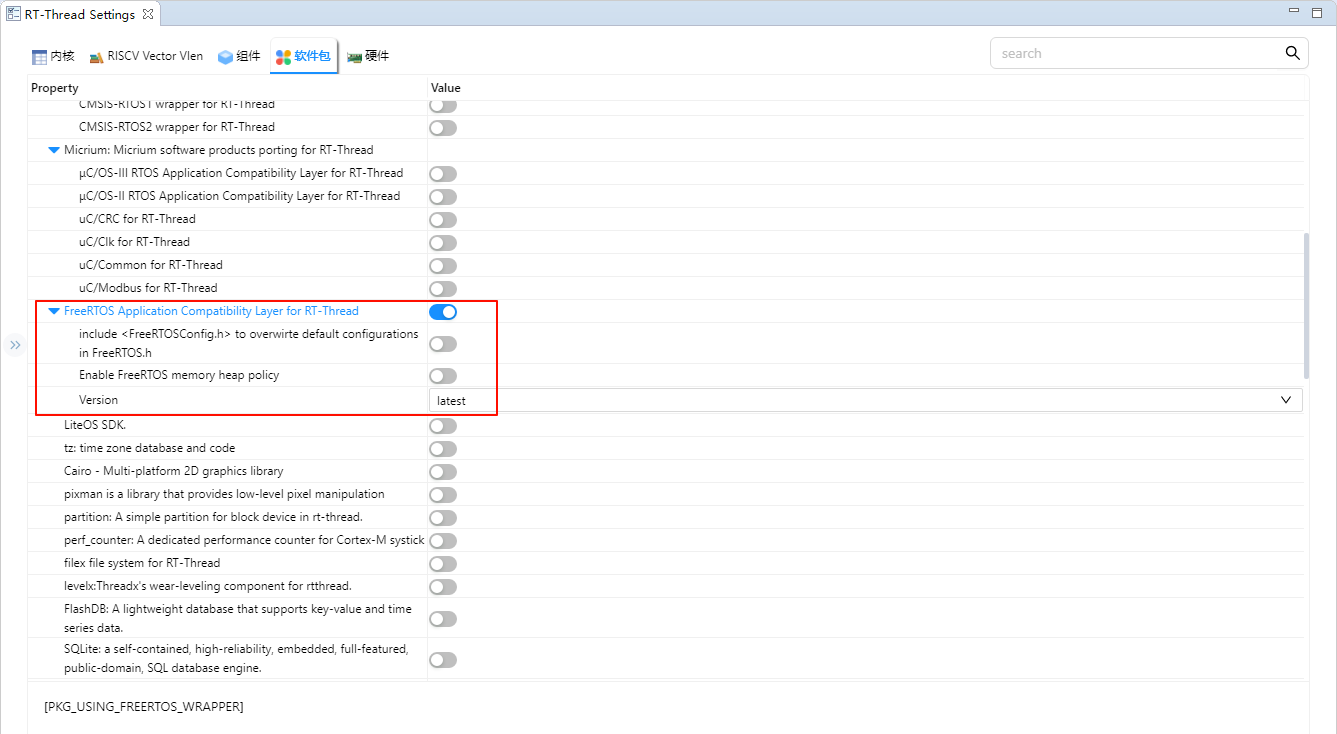 RT-Thread Settings
内核
RISCV Vector Vlen
组件
软件包
硬件
search
Property Value
CMSIS-RTOS1 wrapper for RT-Thread
CMSIS-RTOS2 wrapper for RT-Thread
Micrium: Micrium software products porting for RT-Thread
µC/OS-III RTOS Application Compatibility Layer for RT-Thread
µC/OS-II RTOS Application Compatibility Layer for RT-Thread
uC/CRC for RT-Thread
uC/Clk for RT-Thread
uC/Common for RT-Thread
uC/Modbus for RT-Thread
FreeRTOS Application Compatibility Layer for RT-Thread
include <FreeRTOSConfig.h> to overwirte default configurations
in FreeRTOS.h
Enable FreeRTOS memory heap policy
Version latest
LiteOS SDK.
tz: time zone database and code
Cairo - Multi-platform 2D graphics library
pixman is a library that provides low-level pixel manipulation
partition: A simple partition for block device in rt-thread.
perf_counter: A dedicated performance counter for Cortex-M systick
filex file system for RT-Thread
levelx:Threadx's wear-leveling component for rtthread.
FlashDB: A lightweight database that supports key-value and time
series data.
SQLite: a self-contained, high-reliability, embedded, full-featured,
public-domain, SQL database engine.
[PKG_USING_FREERTOS_WRAPPER]